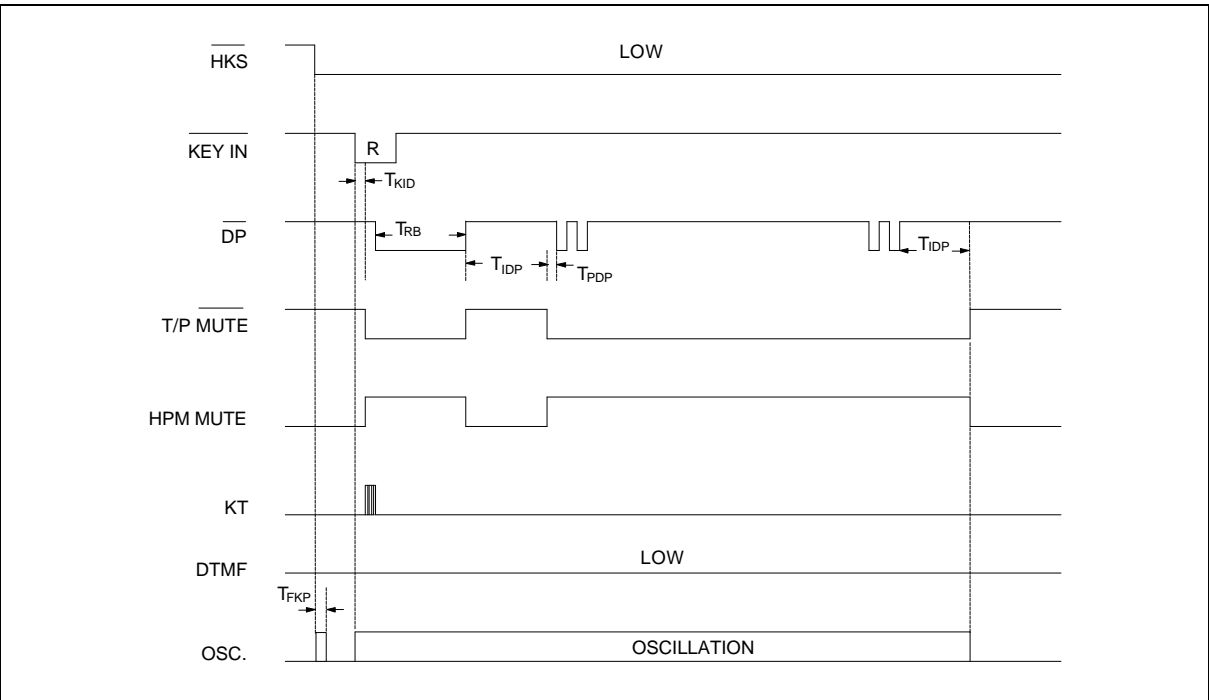 HKS
LOW
KEY IN
R
TKID
DP
TRB
TIDP
TIDP
TPDP
T/P MUTE
HPM MUTE
KT
DTMF
LOW
TFKP
OSC.
OSCILLATION